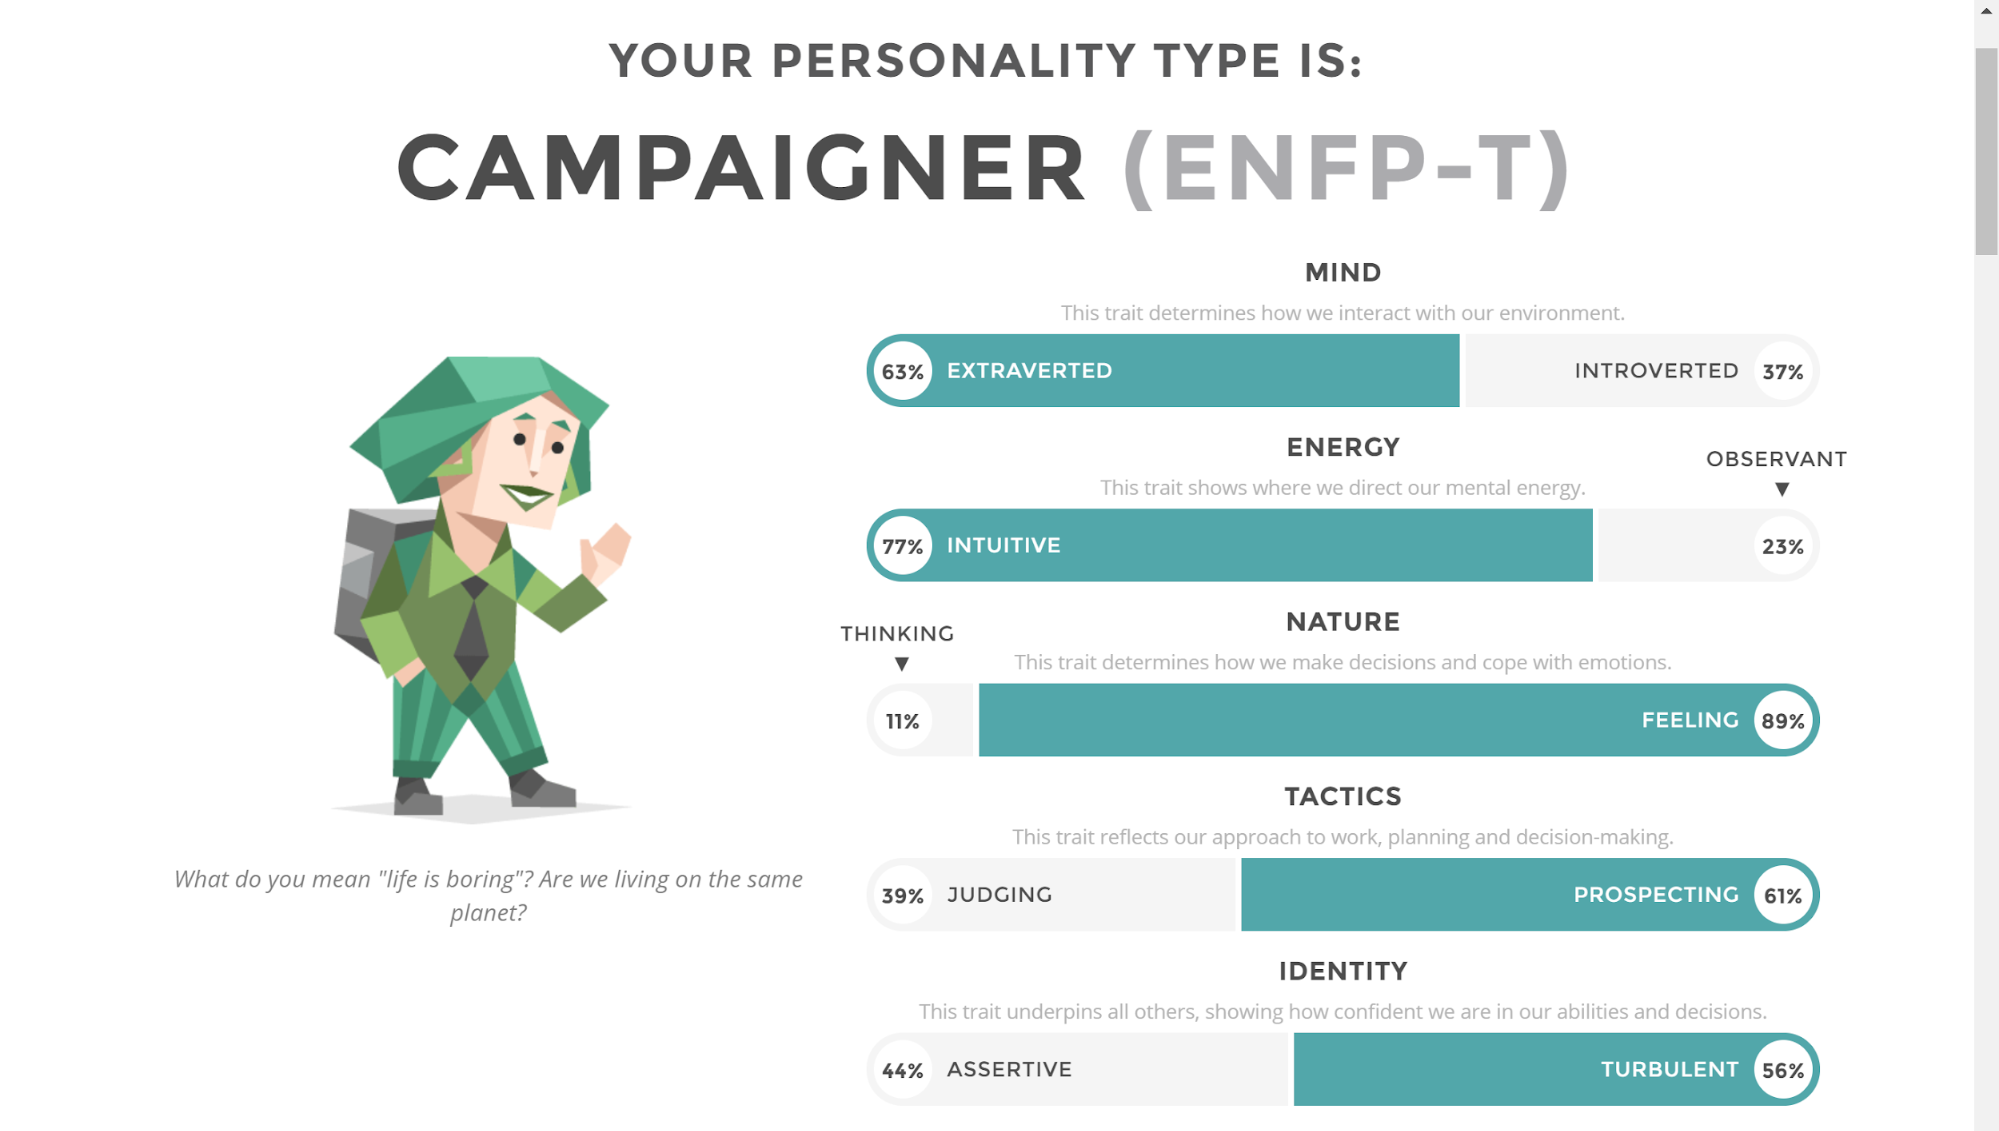 YOUR PERSONALITY TYPE IS:
CAMPAIGNER (ENFP-T)
MIND
This trait determines how we interact with our environment.
63% EXTRAVERTED INTROVERTED 37%
ENERGY
OBSERVANT
This trait shows where we direct our mental energy.
77% INTUITIVE 23%
NATURE
THINKING
This trait determines how we make decisions and cope with emotions.
11% FEELING 89%
TACTICS
This trait reflects our approach to work, planning and decision-making.
39% JUDGING PROSPECTING 61%
IDENTITY
This trait underpins all others, showing how confident we are in our abilities and decisions.
44% ASSERTIVE TURBULENT 56%
What do you mean "life is boring"? Are we living on the same
planet?